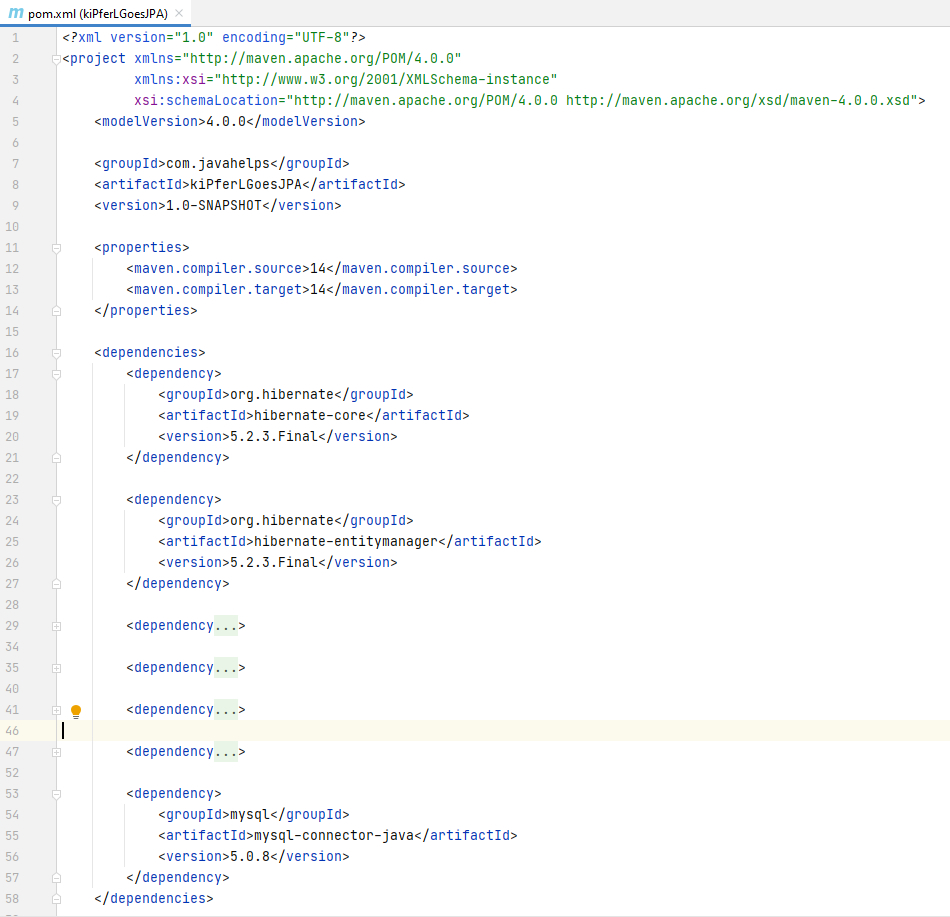 m pom.xml (kiPferLGoesJPA) ×
1 <?xml version="1.0" encoding="UTF-8"?>
2 <project xmlns="http://maven.apache.org/POM/4.0.0"
3 xmlns:xsi="http://www.w3.org/2001/XMLSchema-instance"
4 xsi:schemaLocation="http://maven.apache.org/POM/4.0.0 http://maven.apache.org/xsd/maven-4.0.0.xsd">
5 <modelVersion>4.0.0</modelVersion>
6
7 <groupId>com.javahelps</groupId>
8 <artifactId>kiPferLGoesJPA</artifactId>
9 <version>1.0-SNAPSHOT</version>
10
11 <properties>
12 <maven.compiler.source>14</maven.compiler.source>
13 <maven.compiler.target>14</maven.compiler.target>
14 </properties>
15
16 <dependencies>
17 <dependency>
18 <groupId>org.hibernate</groupId>
19 <artifactId>hibernate-core</artifactId>
20 <version>5.2.3.Final</version>
21 </dependency>
22
23 <dependency>
24 <groupId>org.hibernate</groupId>
25 <artifactId>hibernate-entitymanager</artifactId>
26 <version>5.2.3.Final</version>
27 </dependency>
28
29 <dependency...>
34
35 <dependency...>
40
41 <dependency...>
46
47 <dependency...>
52
53 <dependency>
54 <groupId>mysql</groupId>
55 <artifactId>mysql-connector-java</artifactId>
56 <version>5.0.8</version>
57 </dependency>
58 </dependencies>